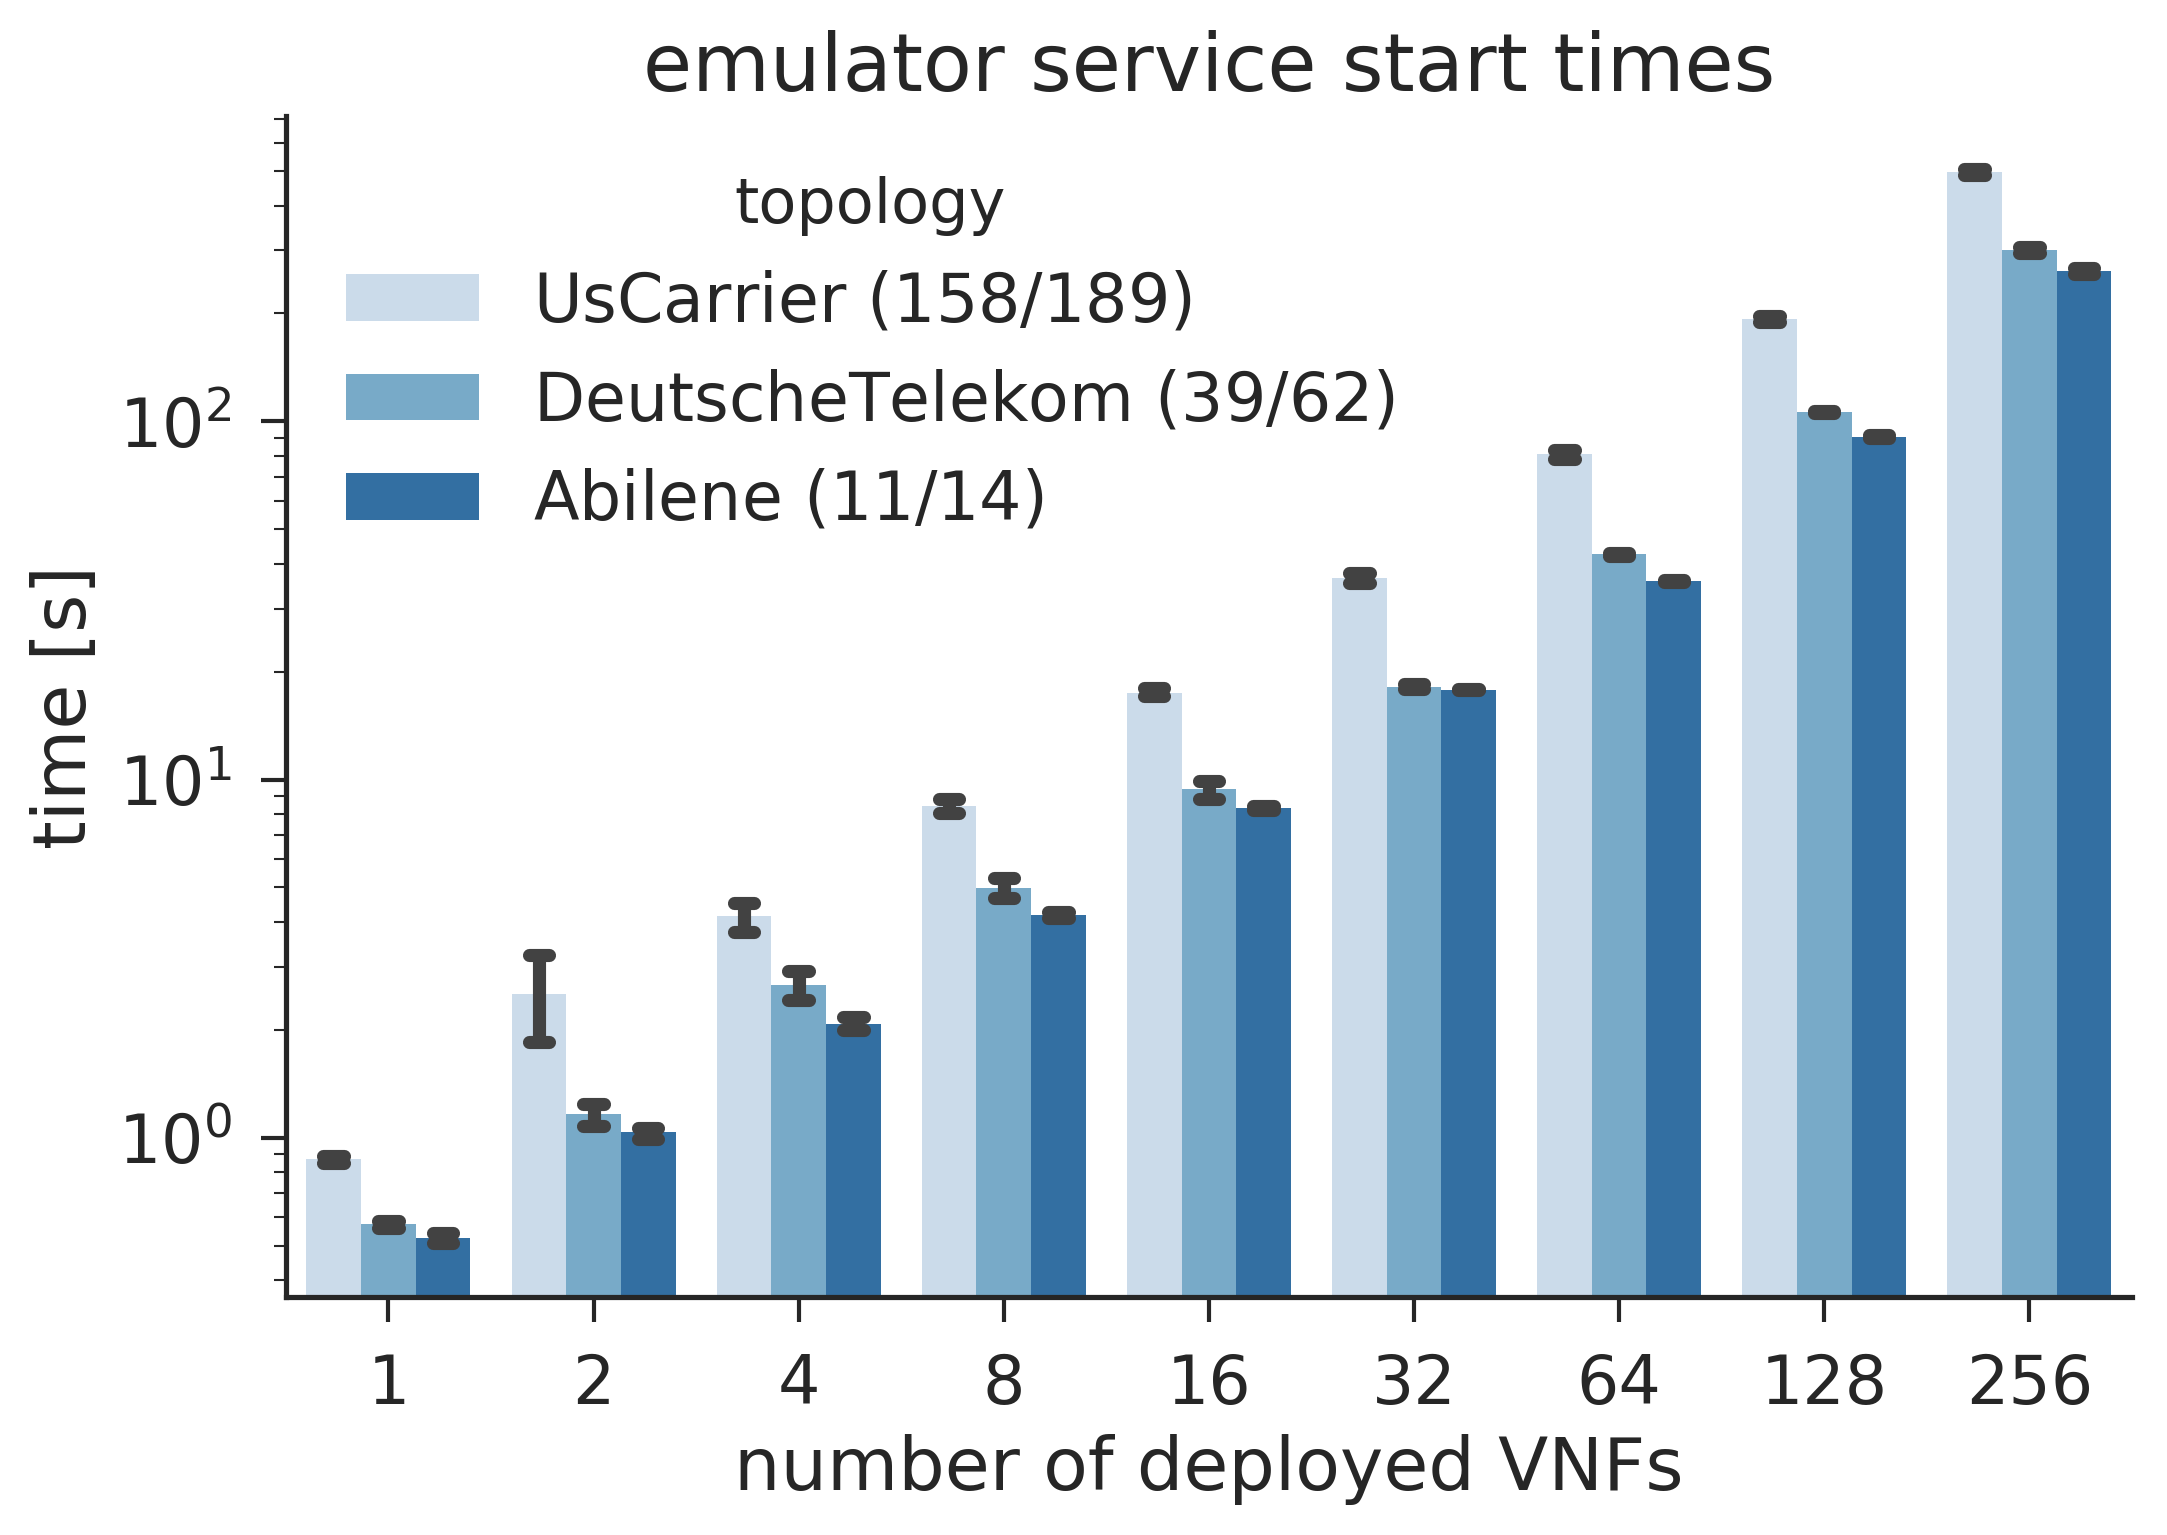 emulator service start times
topology
UsCarrier (158/189)
DeutscheTelekom (39/62)
Abilene (11/14)
time [s]
10²
10¹
10⁰
1 2 4 8 16 32 64 128 256
number of deployed VNFs